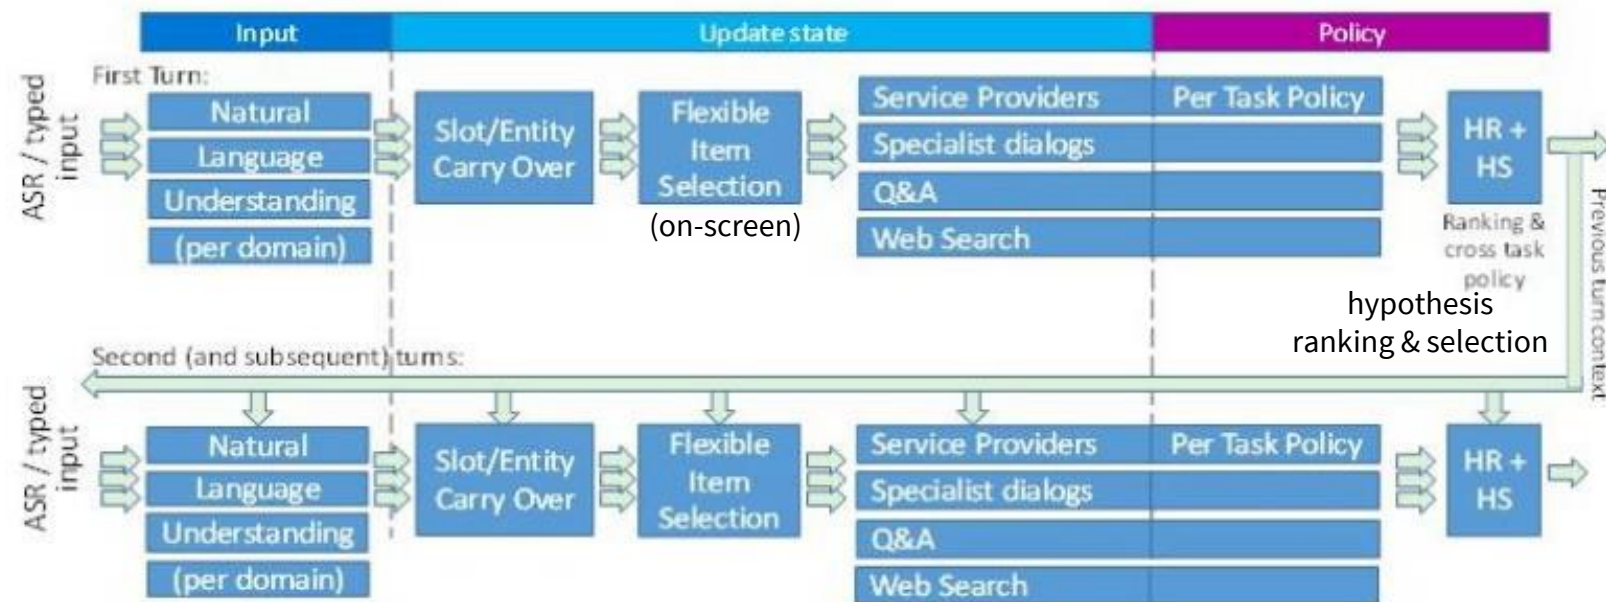 Input
Update state
Policy
First Turn:
ASR / typed
input
Natural
Language
Understanding
(per domain)
Slot/Entity
Carry Over
Flexible
Item
Selection
(on-screen)
Service Providers
Per Task Policy
Specialist dialogs
Q&A
Web Search
HR +
HS
Ranking &
cross task
policy
Previous turn context
hypothesis
ranking & selection
Second (and subsequent) turns:
ASR / typed
input
Natural
Language
Understanding
(per domain)
Slot/Entity
Carry Over
Flexible
Item
Selection
Service Providers
Per Task Policy
Specialist dialogs
Q&A
Web Search
HR +
HS